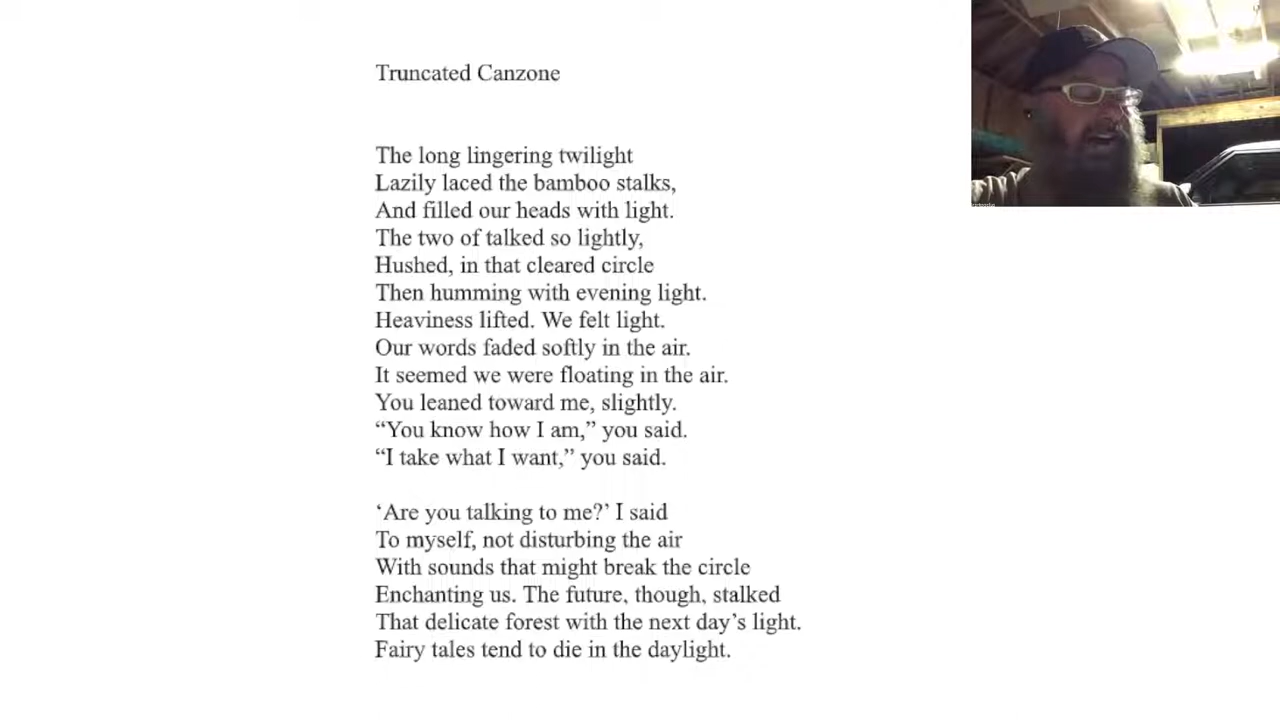 Truncated Canzone
The long lingering twilight
Lazily laced the bamboo stalks,
And filled our heads with light.
The two of talked so lightly,
Hushed, in that cleared circle
Then humming with evening light.
Heaviness lifted. We felt light.
Our words faded softly in the air.
It seemed we were floating in the air.
You leaned toward me, slightly.
“You know how I am,” you said.
“I take what I want,” you said.
‘Are you talking to me?’ I said
To myself, not disturbing the air
With sounds that might break the circle
Enchanting us. The future, though, stalked
That delicate forest with the next day’s light.
Fairy tales tend to die in the daylight.